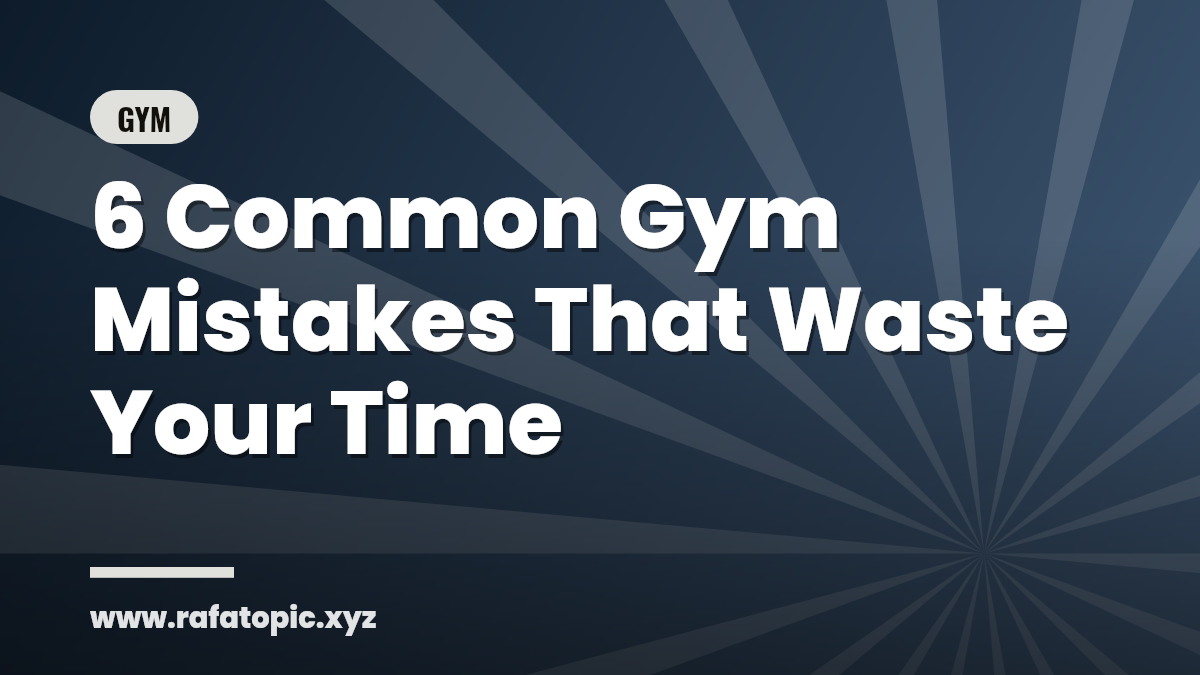 GYM
6 Common Gym
Mistakes That Waste
Your Time
www.rafatopic.xyz